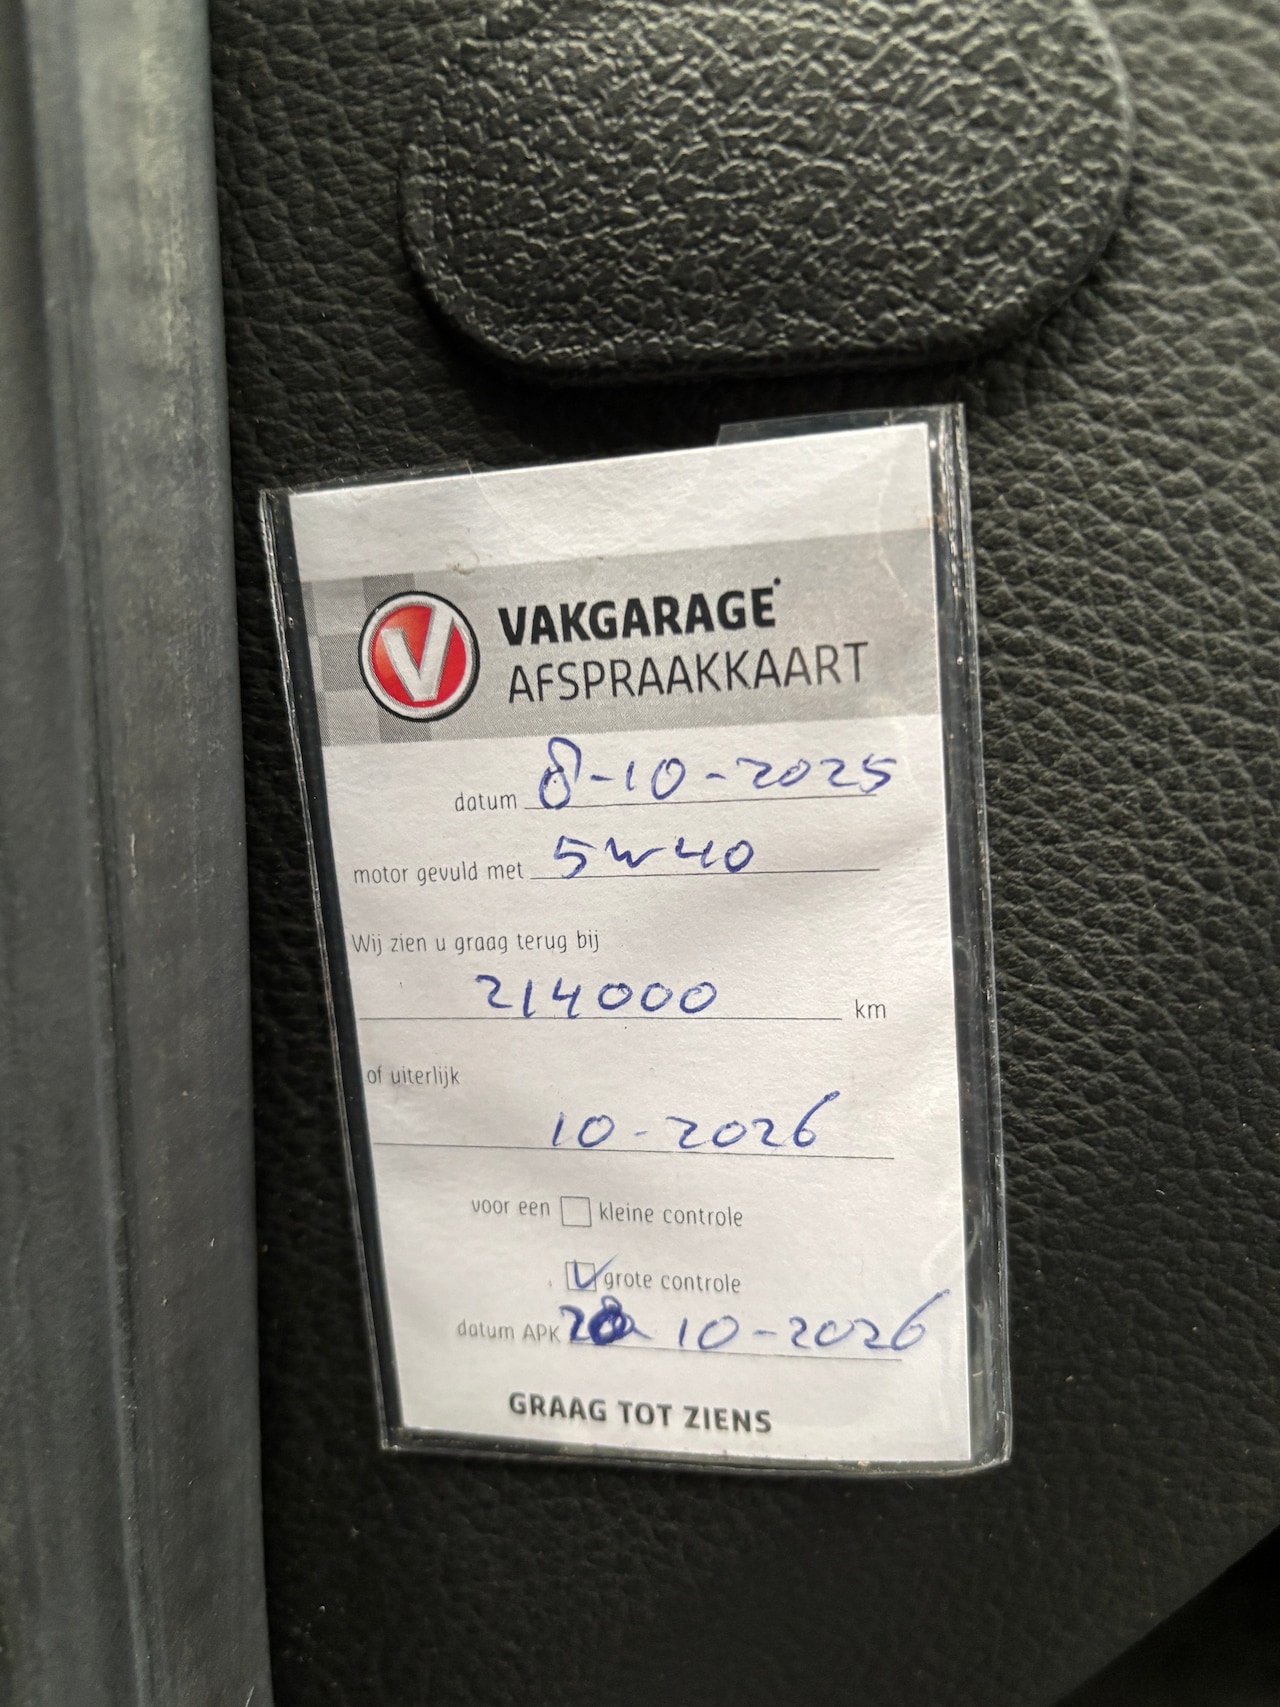 VAKGARAGE
AFSPRAAKKAART
datum 8-10-2025
motor gevuld met 5W40
Wij zien u graag terug bij
214000 km
of uiterlijk
10-2026
voor een kleine controle
grote controle
datum APK 10-2026
GRAAG TOT ZIENS